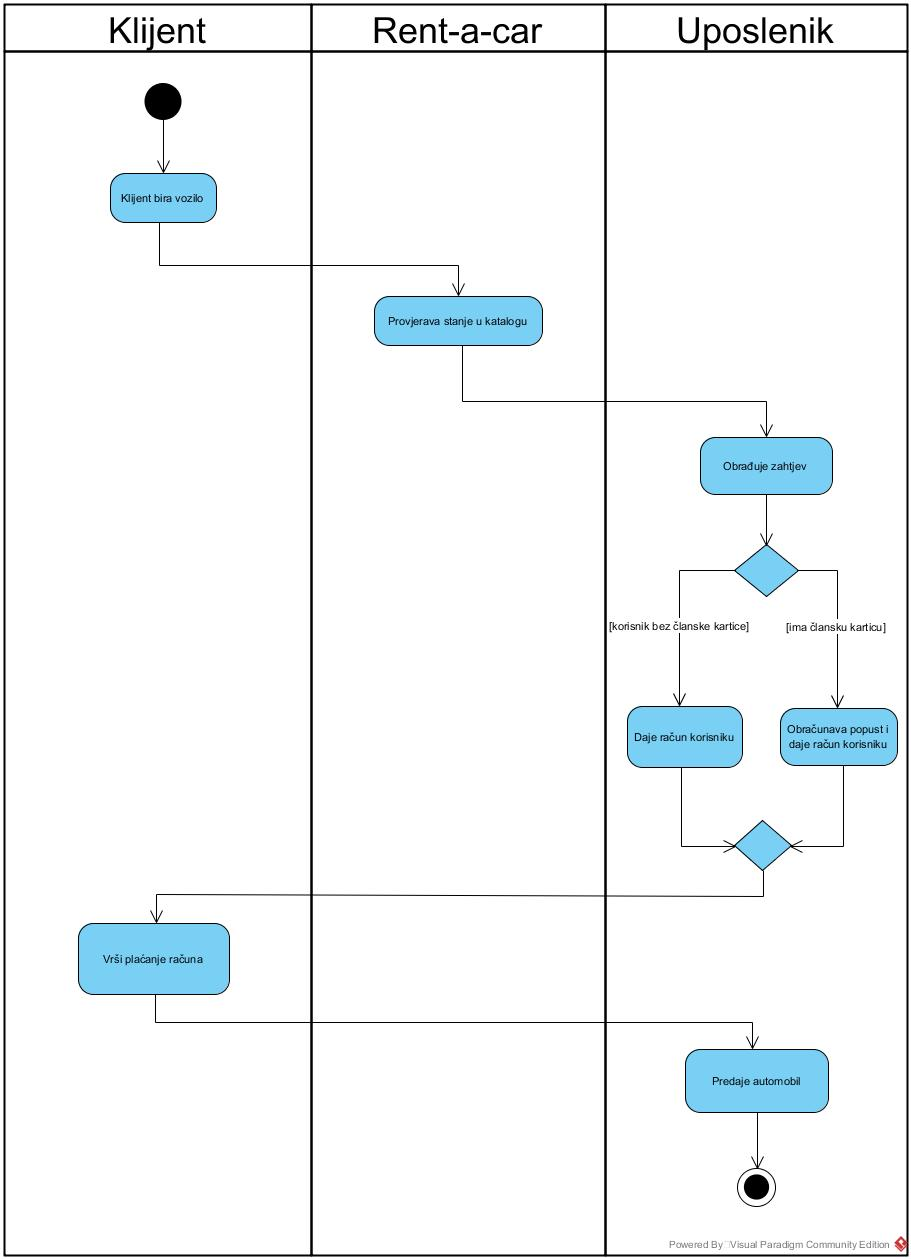 Klijent
Rent-a-car
Uposlenik
Klijent bira vozilo
Provjerava stanje u katalogu
Obrađuje zahtjev
[korisnik bez članske kartice]
[ima člansku karticu]
Daje račun korisniku
Obračunava popust i
daje račun korisniku
Vrši plaćanje računa
Predaje automobil
Powered By Visual Paradigm Community Edition